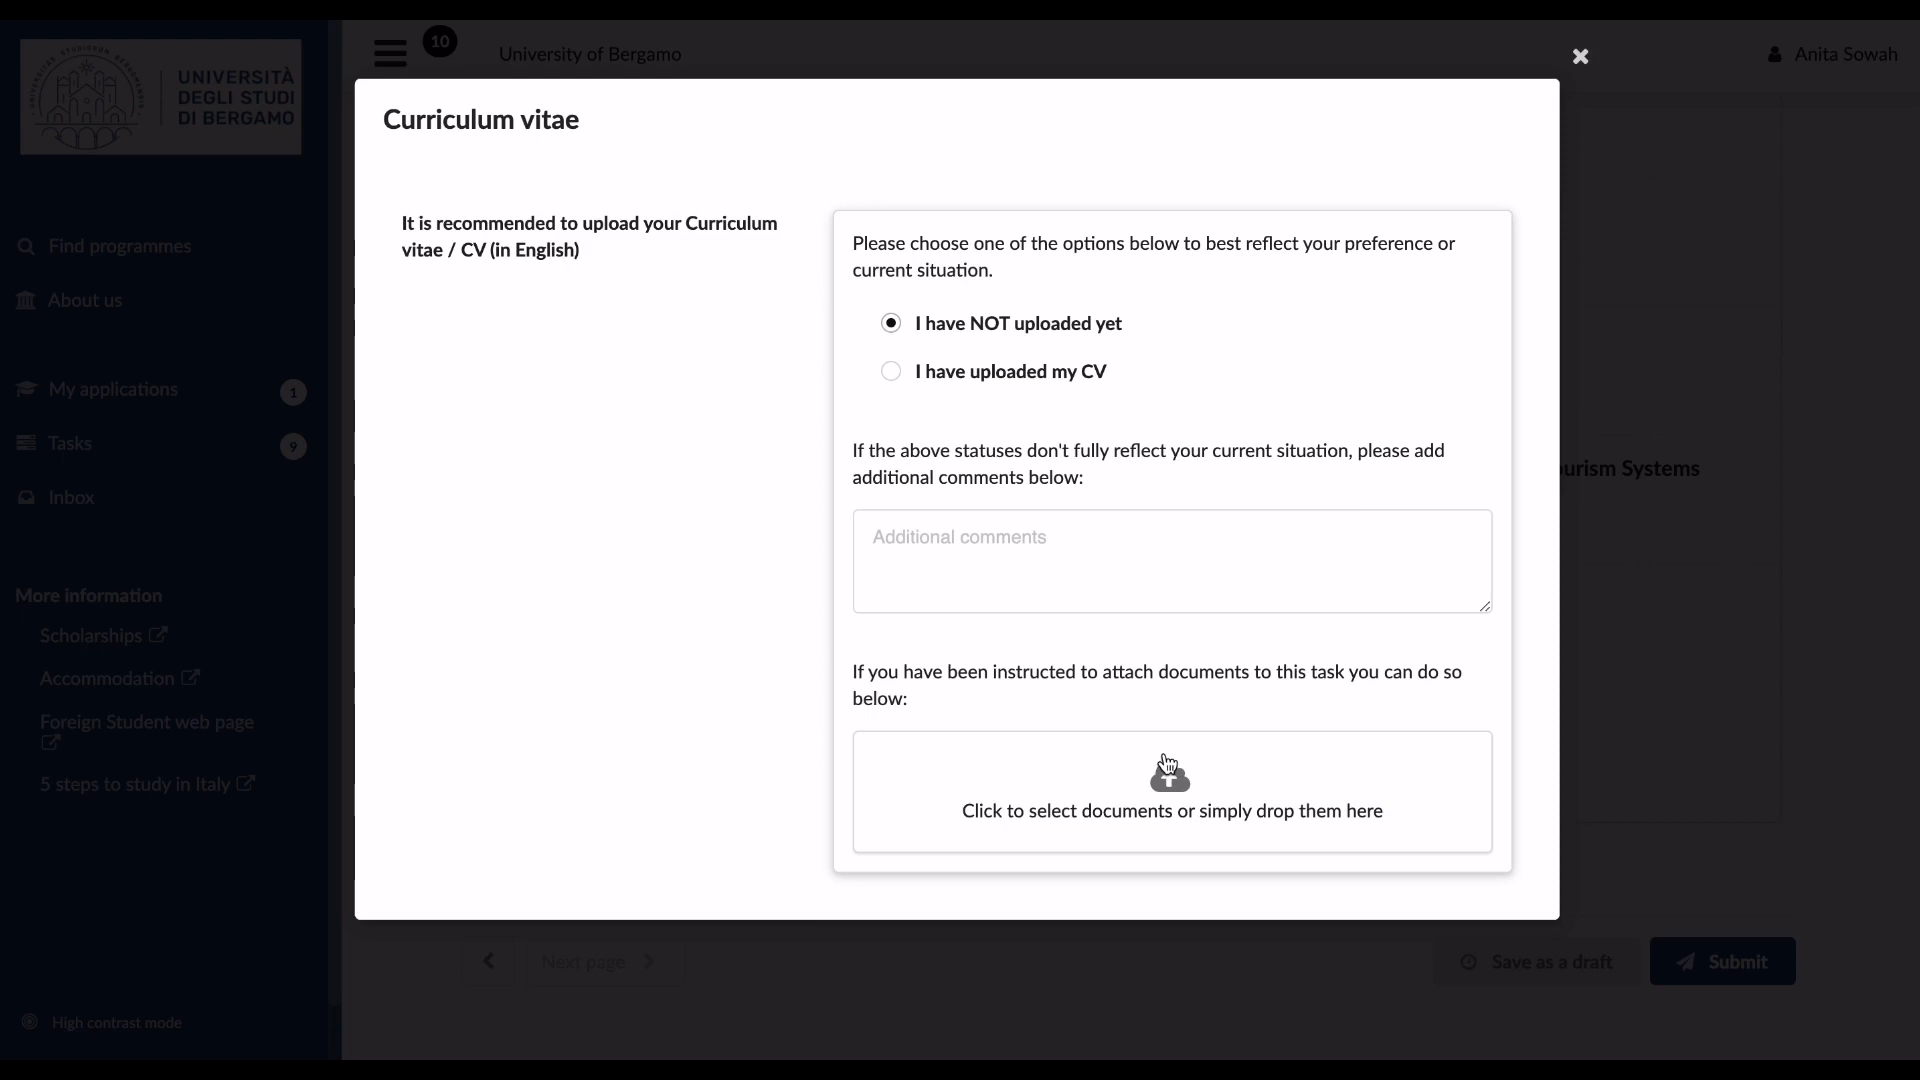 UNIVERSITÀ
DEGLI STUDI
DI BERGAMO
10
University of Bergamo
Anita Sowah
Find programmes
About us
My applications
1
Tasks
9
Inbox
More information
Scholarships
Accommodation
Foreign Student web page
5 steps to study in Italy
High contrast mode
Curriculum vitae
It is recommended to upload your Curriculum
vitae / CV (in English)
Please choose one of the options below to best reflect your preference or
current situation.
I have NOT uploaded yet
I have uploaded my CV
If the above statuses don't fully reflect your current situation, please add
additional comments below:
Additional comments
If you have been instructed to attach documents to this task you can do so
below:
Click to select documents or simply drop them here
Systems
Next page
Save as a draft
Submit